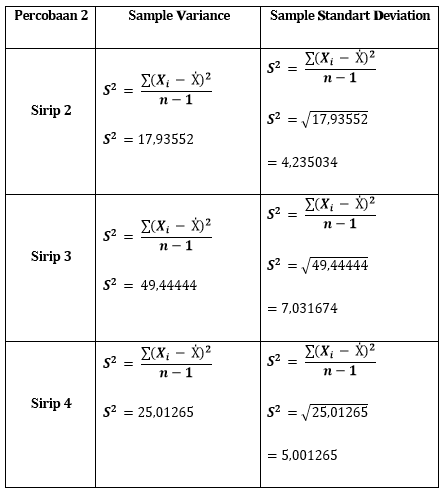 Percobaan 2 Sample Variance Sample Standart Deviation
Sirip 2
S² = ∑(Xᵢ − Ẋ)² / n − 1
S² = 17,93552
S² = ∑(Xᵢ − Ẋ)² / n − 1
S² = √17,93552
= 4,235034
Sirip 3
S² = ∑(Xᵢ − Ẋ)² / n − 1
S² = 49,44444
S² = ∑(Xᵢ − Ẋ)² / n − 1
S² = √49,44444
= 7,031674
Sirip 4
S² = ∑(Xᵢ − Ẋ)² / n − 1
S² = 25,01265
S² = ∑(Xᵢ − Ẋ)² / n − 1
S² = √25,01265
= 5,001265